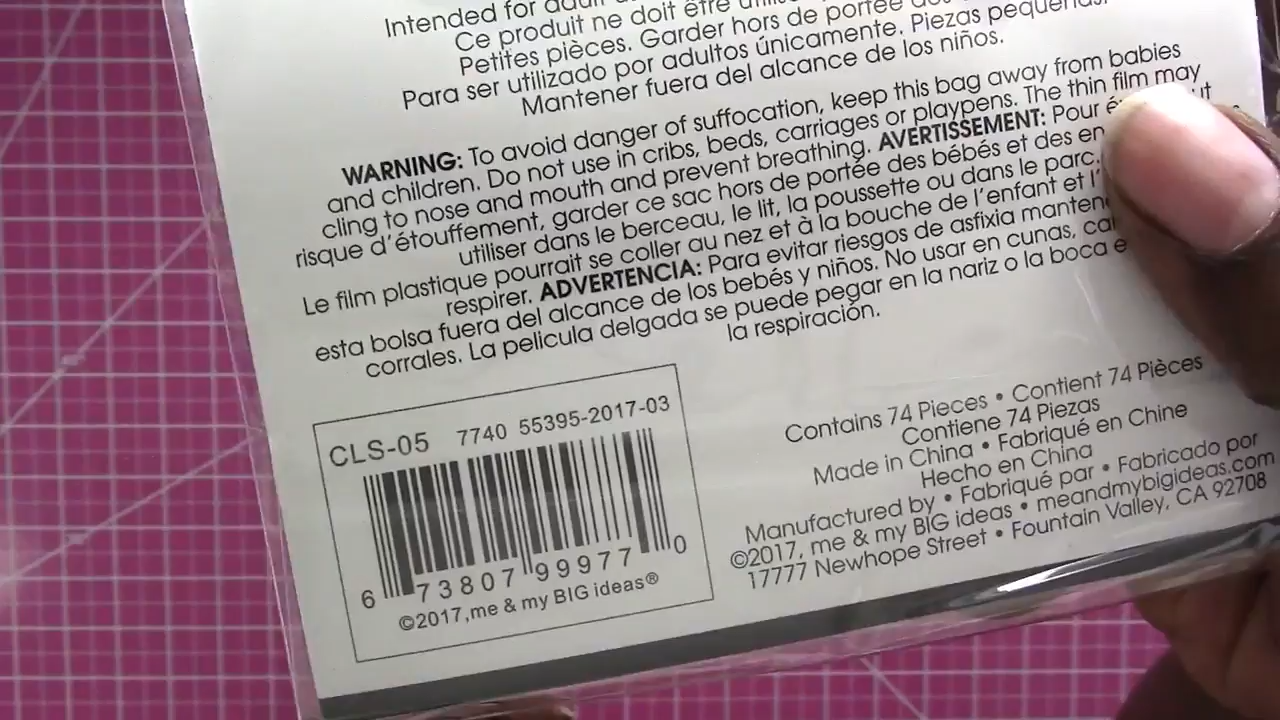 Intended for
Ce produit ne doit être
Petites pièces. Garder hors de portée
Para ser utilizado por adultos únicamente. Piezas pequeñas.
Mantener fuera del alcance de los niños.
WARNING: To avoid danger of suffocation, keep this bag away from babies
and children. Do not use in cribs, beds, carriages or playpens. The thin film may
cling to nose and mouth and prevent breathing. AVERTISSEMENT: Pour
risque d'étouffement, garder ce sac hors de portée des bébés et des
utiliser dans le berceau, le lit, la poussette ou dans le parc.
Le film plastique pourrait se coller au nez et à la bouche de l'enfant et
respirer. ADVERTENCIA: Para evitar riesgos de asfixia
esta bolsa fuera del alcance de los bebés y niños. No usar en cunas,
corrales. La pelicula delgada se puede pegar en la nariz o la boca e
la respiración.
CLS-05 7740 55395-2017-03
6 73807 99977 0
©2017, me & my BIG ideas®
Contains 74 Pieces • Contient 74 Pièces
Contiene 74 Piezas
Made in China • Fabriqué en Chine
Hecho en China
Manufactured by • Fabriqué par • Fabricado por
©2017, me & my BIG ideas • meandmybigideas.com
17777 Newhope Street • Fountain Valley, CA 92708